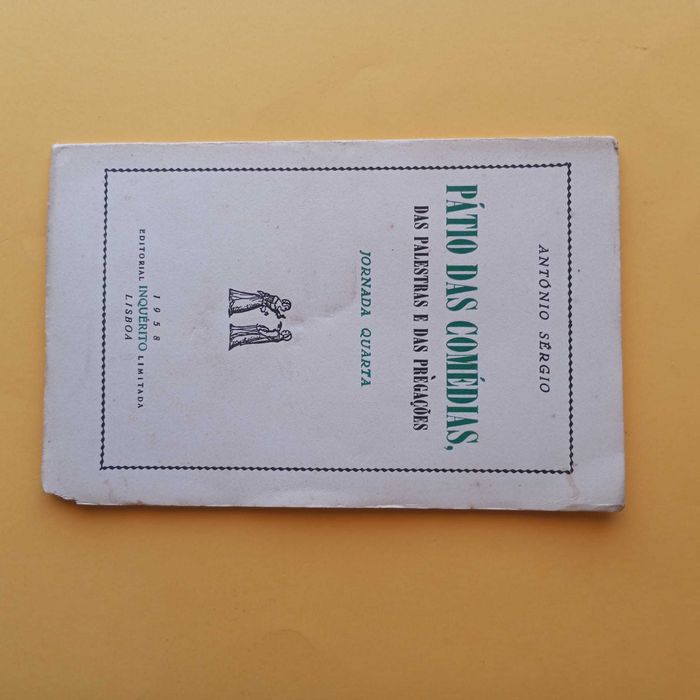 ANTÓNIO SÉRGIO
PÁTIO DAS COMÉDIAS,
DAS PALESTRAS E DAS PRÈGAÇÕES
JORNADA QUARTA
1958
EDITORIAL INQUÉRITO LIMITADA
LISBOA